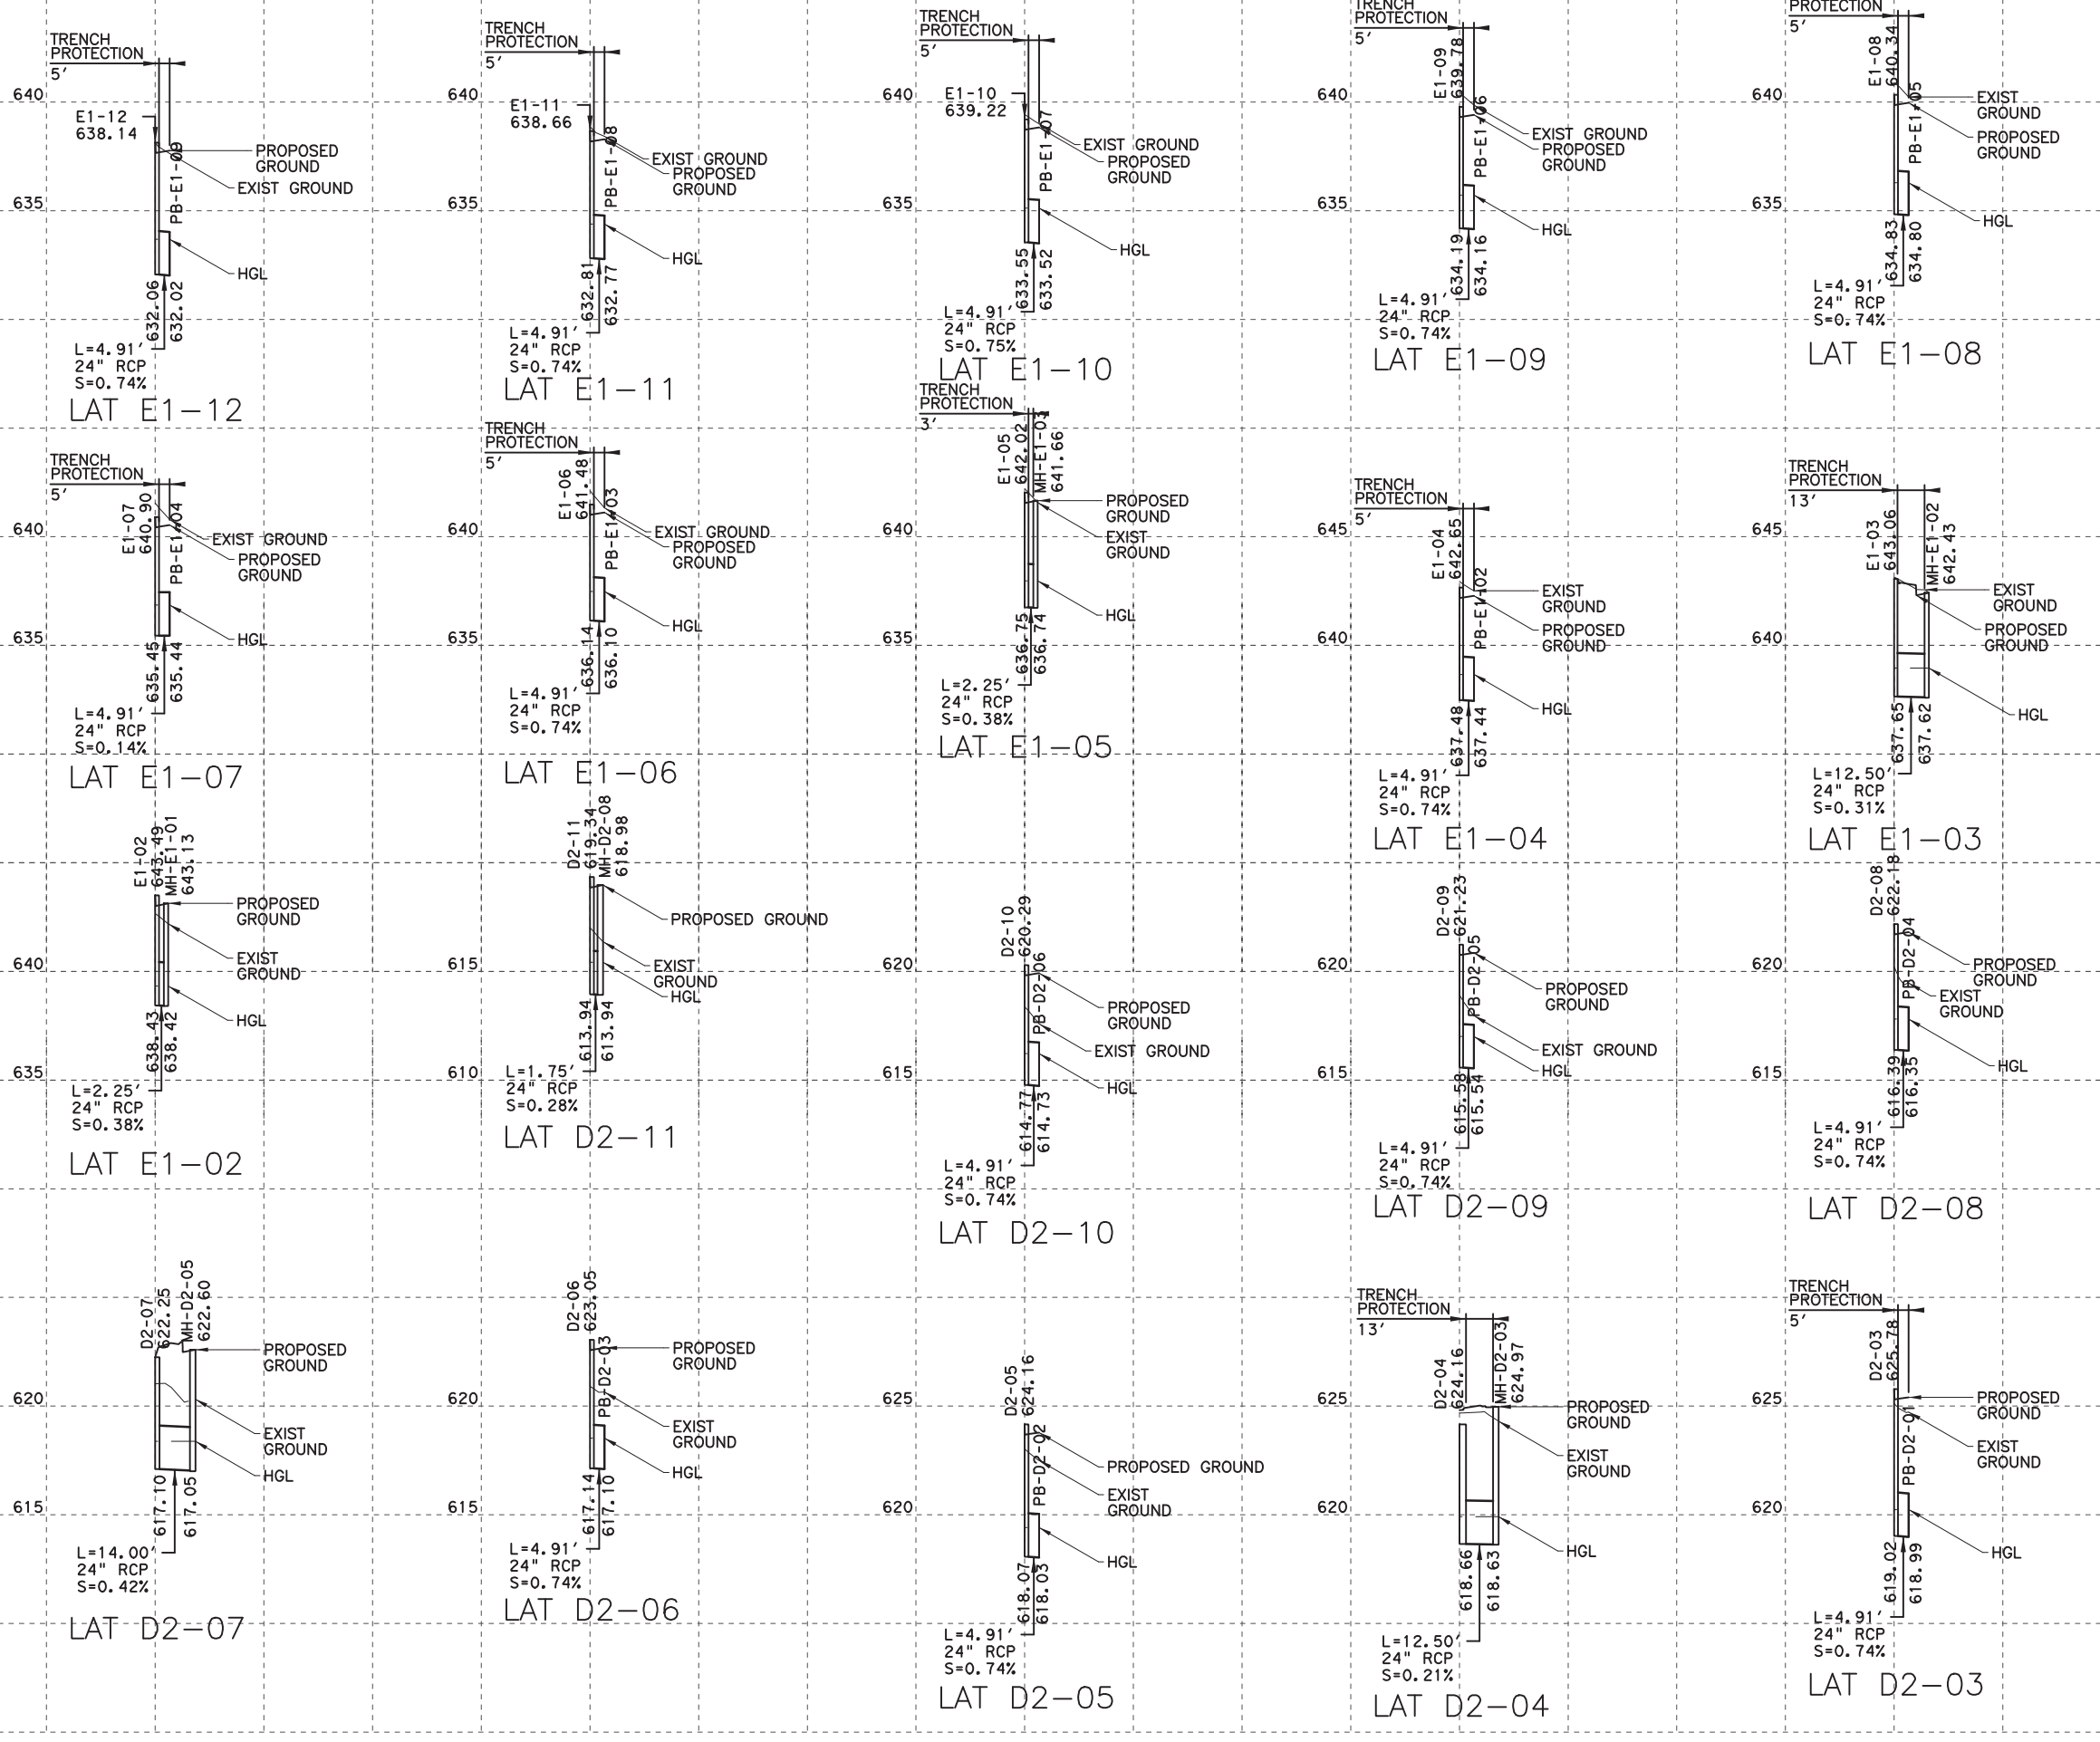 TRENCH
PROTECTION
5'
640
E1-12
638.14
PROPOSED
GROUND
EXIST GROUND
PB-E1-09
635
HGL
632.06
632.02
L=4.91'
24" RCP
S=0.74%
LAT E1-12
TRENCH
PROTECTION
5'
640
E1-11
638.66
EXIST GROUND
PROPOSED
GROUND
PB-E1-08
635
HGL
632.81
632.77
L=4.91'
24" RCP
S=0.74%
LAT E1-11
TRENCH
PROTECTION
5'
640
E1-10
639.22
EXIST GROUND
PROPOSED
GROUND
PB-E1-07
635
HGL
633.55
633.52
L=4.91'
24" RCP
S=0.75%
LAT E1-10
TRENCH
PROTECTION
5'
E1-09
639.78
640
EXIST GROUND
PROPOSED
GROUND
PB-E1-06
635
HGL
634.19
634.16
L=4.91'
24" RCP
S=0.74%
LAT E1-09
PROTECTION
5'
E1-08
640.34
640
EXIST
GROUND
PROPOSED
GROUND
PB-E1-05
635
HGL
634.83
634.80
L=4.91'
24" RCP
S=0.74%
LAT E1-08
TRENCH
PROTECTION
5'
E1-07
640.90
640
EXIST GROUND
PROPOSED
GROUND
PB-E1-04
635
HGL
635.45
635.44
L=4.91'
24" RCP
S=0.14%
LAT E1-07
TRENCH
PROTECTION
5'
E1-06
641.48
640
EXIST GROUND
PROPOSED
GROUND
PB-E1-03
635
HGL
636.14
636.10
L=4.91'
24" RCP
S=0.74%
LAT E1-06
TRENCH
PROTECTION
3'
E1-05
642.02
MH-E1-03
641.66
PROPOSED
GROUND
640
EXIST
GROUND
635
HGL
636.75
636.74
L=2.25'
24" RCP
S=0.38%
LAT E1-05
TRENCH
PROTECTION
5'
E1-04
642.65
645
EXIST
GROUND
PROPOSED
GROUND
PB-E1-02
640
HGL
637.48
637.44
L=4.91'
24" RCP
S=0.74%
LAT E1-04
TRENCH
PROTECTION
13'
E1-03
643.06
MH-E1-02
642.43
645
EXIST
GROUND
PROPOSED
GROUND
640
HGL
637.65
637.62
L=12.50'
24" RCP
S=0.31%
LAT E1-03
E1-02
643.49
MH-E1-01
643.13
PROPOSED
GROUND
EXIST
GROUND
640
HGL
635
638.43
638.42
L=2.25'
24" RCP
S=0.38%
LAT E1-02
D2-11
619.34
MH-D2-08
618.98
PROPOSED GROUND
615
EXIST
GROUND
HGL
610
613.94
613.94
L=1.75'
24" RCP
S=0.28%
LAT D2-11
D2-10
620.29
620
PB-D2-06
PROPOSED
GROUND
EXIST GROUND
615
HGL
614.77
614.73
L=4.91'
24" RCP
S=0.74%
LAT D2-10
D2-09
621.23
620
PB-D2-05
PROPOSED
GROUND
EXIST GROUND
HGL
615
615.58
615.54
L=4.91'
24" RCP
S=0.74%
LAT D2-09
D2-08
622.18
620
PB-D2-04
PROPOSED
GROUND
EXIST
GROUND
HGL
615
616.39
616.35
L=4.91'
24" RCP
S=0.74%
LAT D2-08
D2-07
622.25
MH-D2-05
622.60
PROPOSED
GROUND
620
EXIST
GROUND
HGL
615
617.10
617.05
L=14.00'
24" RCP
S=0.42%
LAT D2-07
D2-06
623.05
PROPOSED
GROUND
PB-D2-03
620
EXIST
GROUND
HGL
615
617.14
617.10
L=4.91'
24" RCP
S=0.74%
LAT D2-06
D2-05
624.16
625
PB-D2-02
PROPOSED GROUND
EXIST
GROUND
620
HGL
618.07
618.03
L=4.91'
24" RCP
S=0.74%
LAT D2-05
TRENCH
PROTECTION
13'
D2-04
624.16
MH-D2-03
624.97
625
PROPOSED
GROUND
EXIST
GROUND
620
HGL
618.66
618.63
L=12.50'
24" RCP
S=0.21%
LAT D2-04
TRENCH
PROTECTION
5'
D2-03
625.78
625
PROPOSED
GROUND
PB-D2-01
EXIST
GROUND
620
HGL
619.02
618.99
L=4.91'
24" RCP
S=0.74%
LAT D2-03